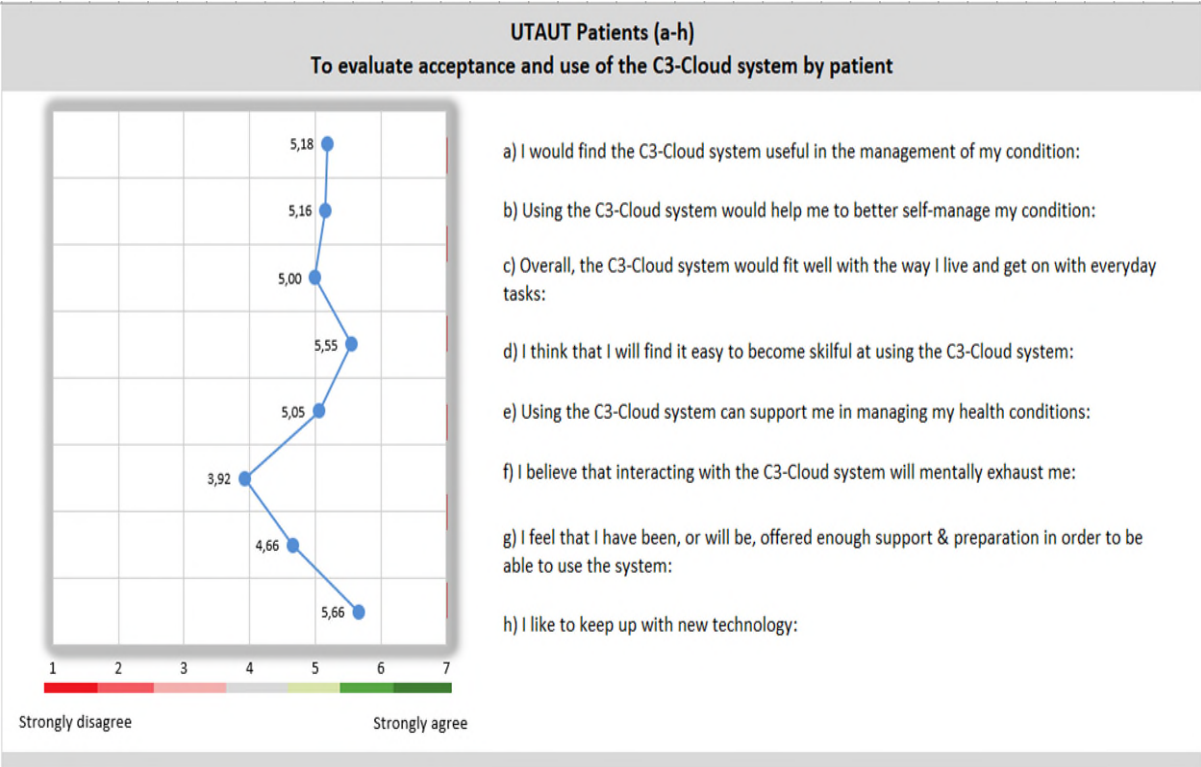 UTAUT Patients (a-h)
To evaluate acceptance and use of the C3-Cloud system by patient
5,18
a) I would find the C3-Cloud system useful in the management of my condition:
5,16
b) Using the C3-Cloud system would help me to better self-manage my condition:
5,00
c) Overall, the C3-Cloud system would fit well with the way I live and get on with everyday
tasks:
5,55
d) I think that I will find it easy to become skilful at using the C3-Cloud system:
5,05
e) Using the C3-Cloud system can support me in managing my health conditions:
3,92
f) I believe that interacting with the C3-Cloud system will mentally exhaust me:
4,66
g) I feel that I have been, or will be, offered enough support & preparation in order to be
able to use the system:
5,66
h) I like to keep up with new technology:
1 2 3 4 5 6 7
Strongly disagree Strongly agree